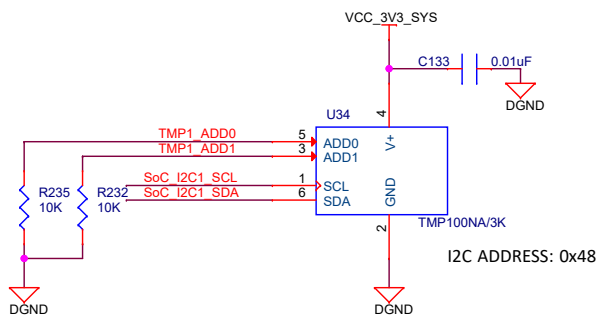 VCC_3V3_SYS
C133 0.01uF
DGND
4
U34
TMP1_ADD0 5 ADD0 V+
TMP1_ADD1 3 ADD1
R235 R232 SoC_I2C1_SCL 1 SCL
10K 10K SoC_I2C1_SDA 6 SDA GND
TMP100NA/3K
2
I2C ADDRESS: 0x48
DGND DGND